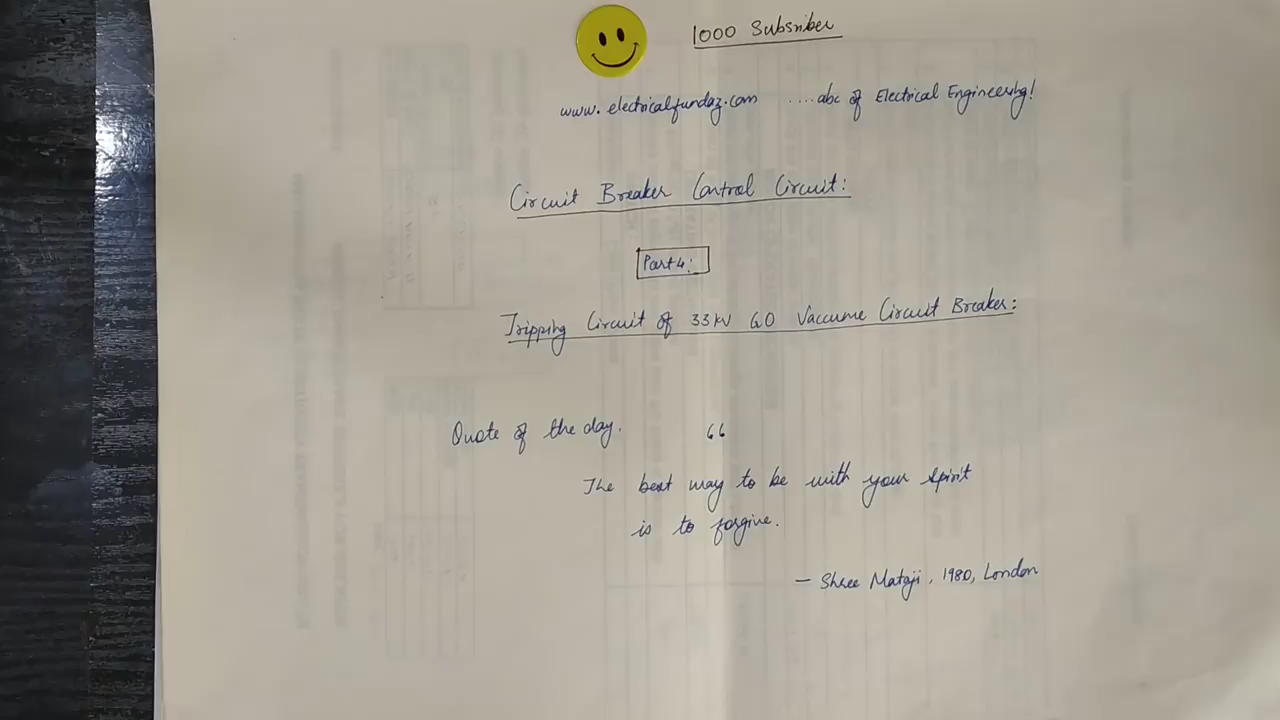 1000 Subsriber
www.electricalfundaz.com ....abc of Electrical Engineering!
Circuit Breaker Control Circuit:
Part 4:
Tripping Circuit of 33KV GO Vaccume Circuit Breaker:
Quote of the day. “
The best way to be with your spirit
is to forgive.
— Shree Mataji, 1980, London